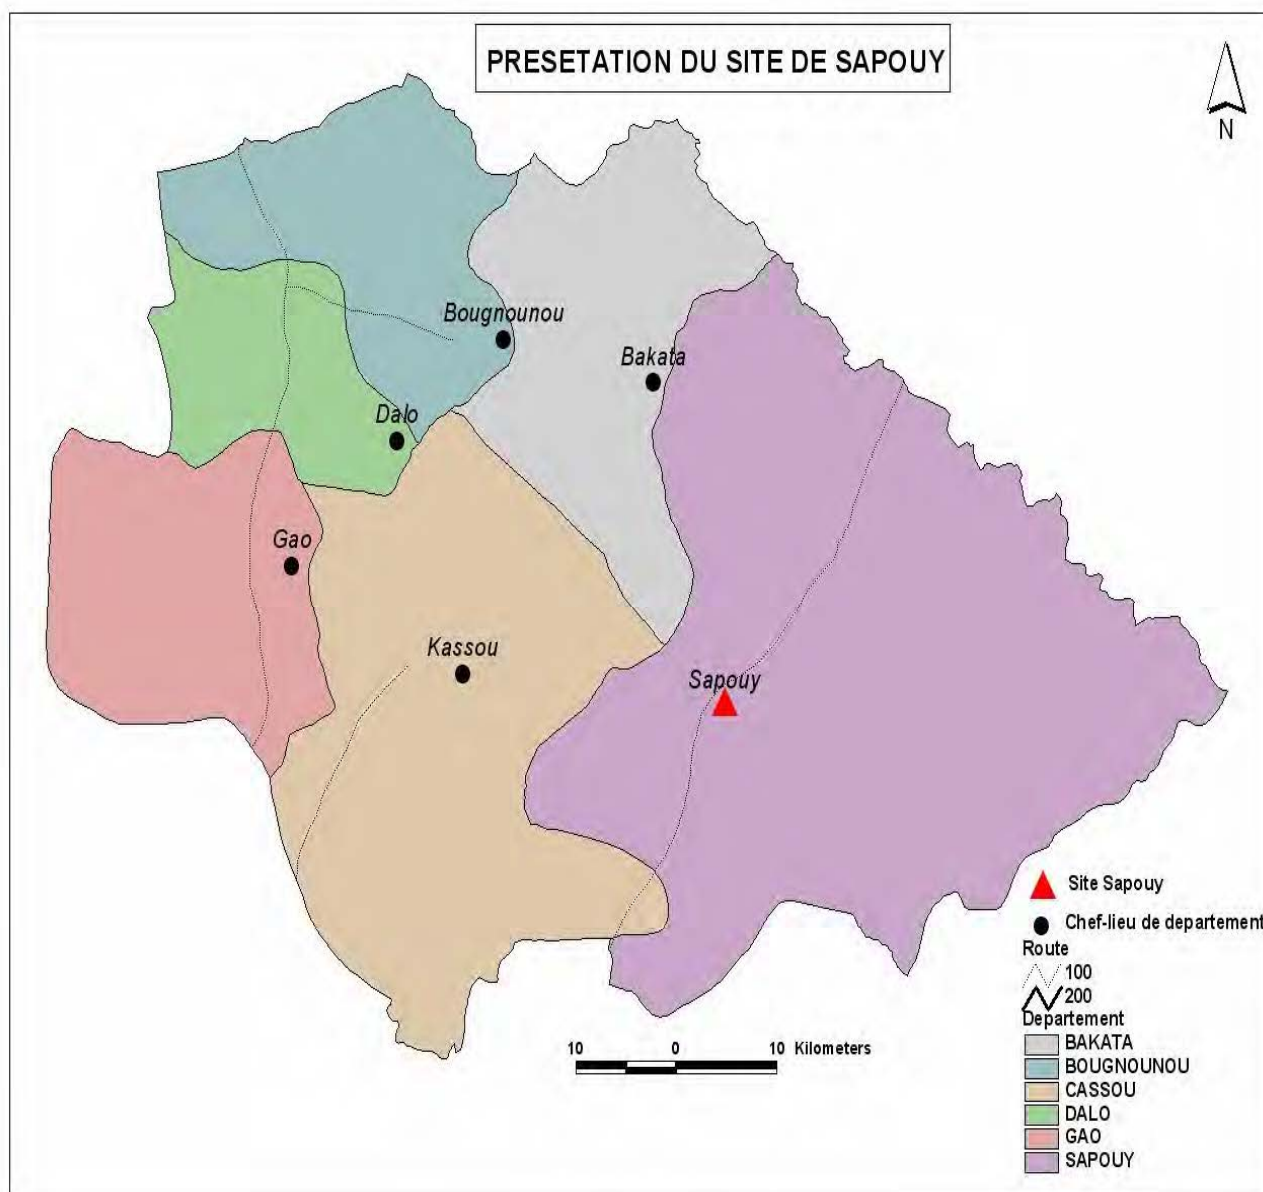 PRESETATION DU SITE DE SAPOUY
N
Bougnounou
Bakata
Dalo
Gao
Kassou
Sapouy
Site Sapouy
Chef-lieu de departement
Route
100
200
Departement
BAKATA
BOUGNOUNOU
CASSOU
DALO
GAO
SAPOUY
10 0 10 Kilometers